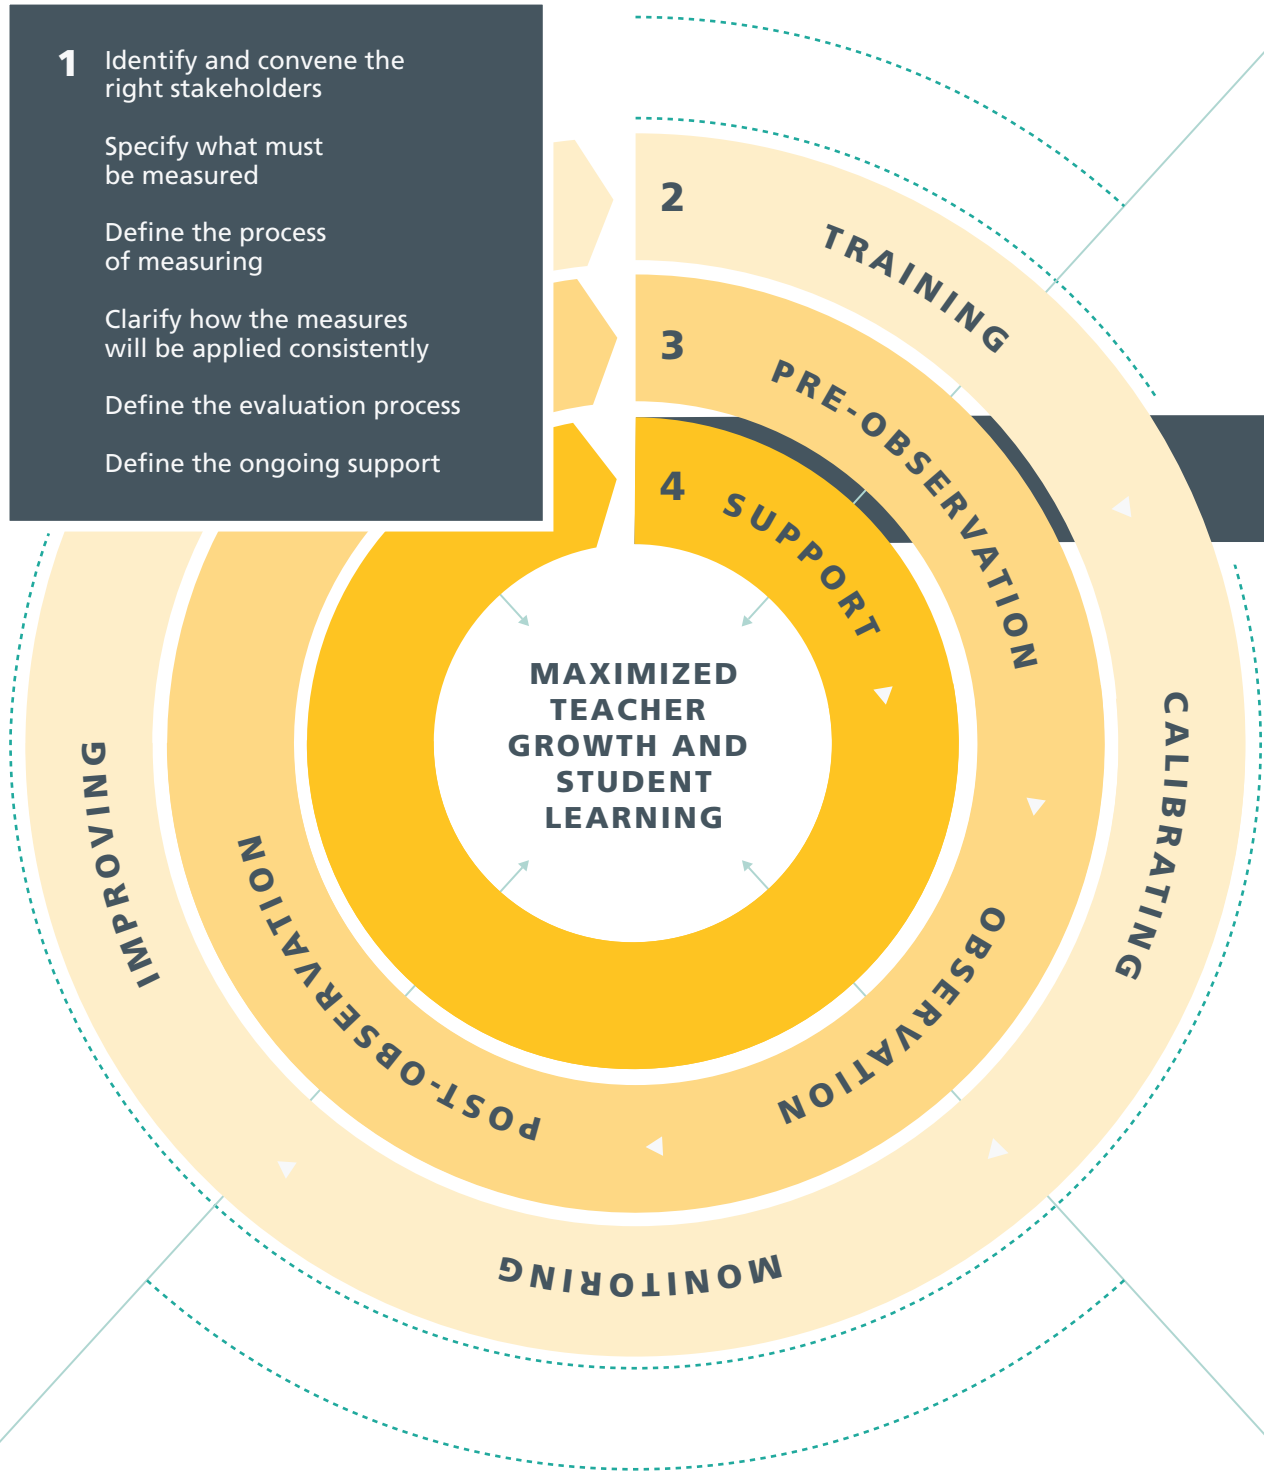 1 Identify and convene the
right stakeholders
Specify what must
be measured
Define the process
of measuring
Clarify how the measures
will be applied consistently
Define the evaluation process
Define the ongoing support
2 TRAINING
CALIBRATING
MONITORING
IMPROVING
3 PRE-OBSERVATION
OBSERVATION
POST-OBSERVATION
4 SUPPORT
MAXIMIZED
TEACHER
GROWTH AND
STUDENT
LEARNING